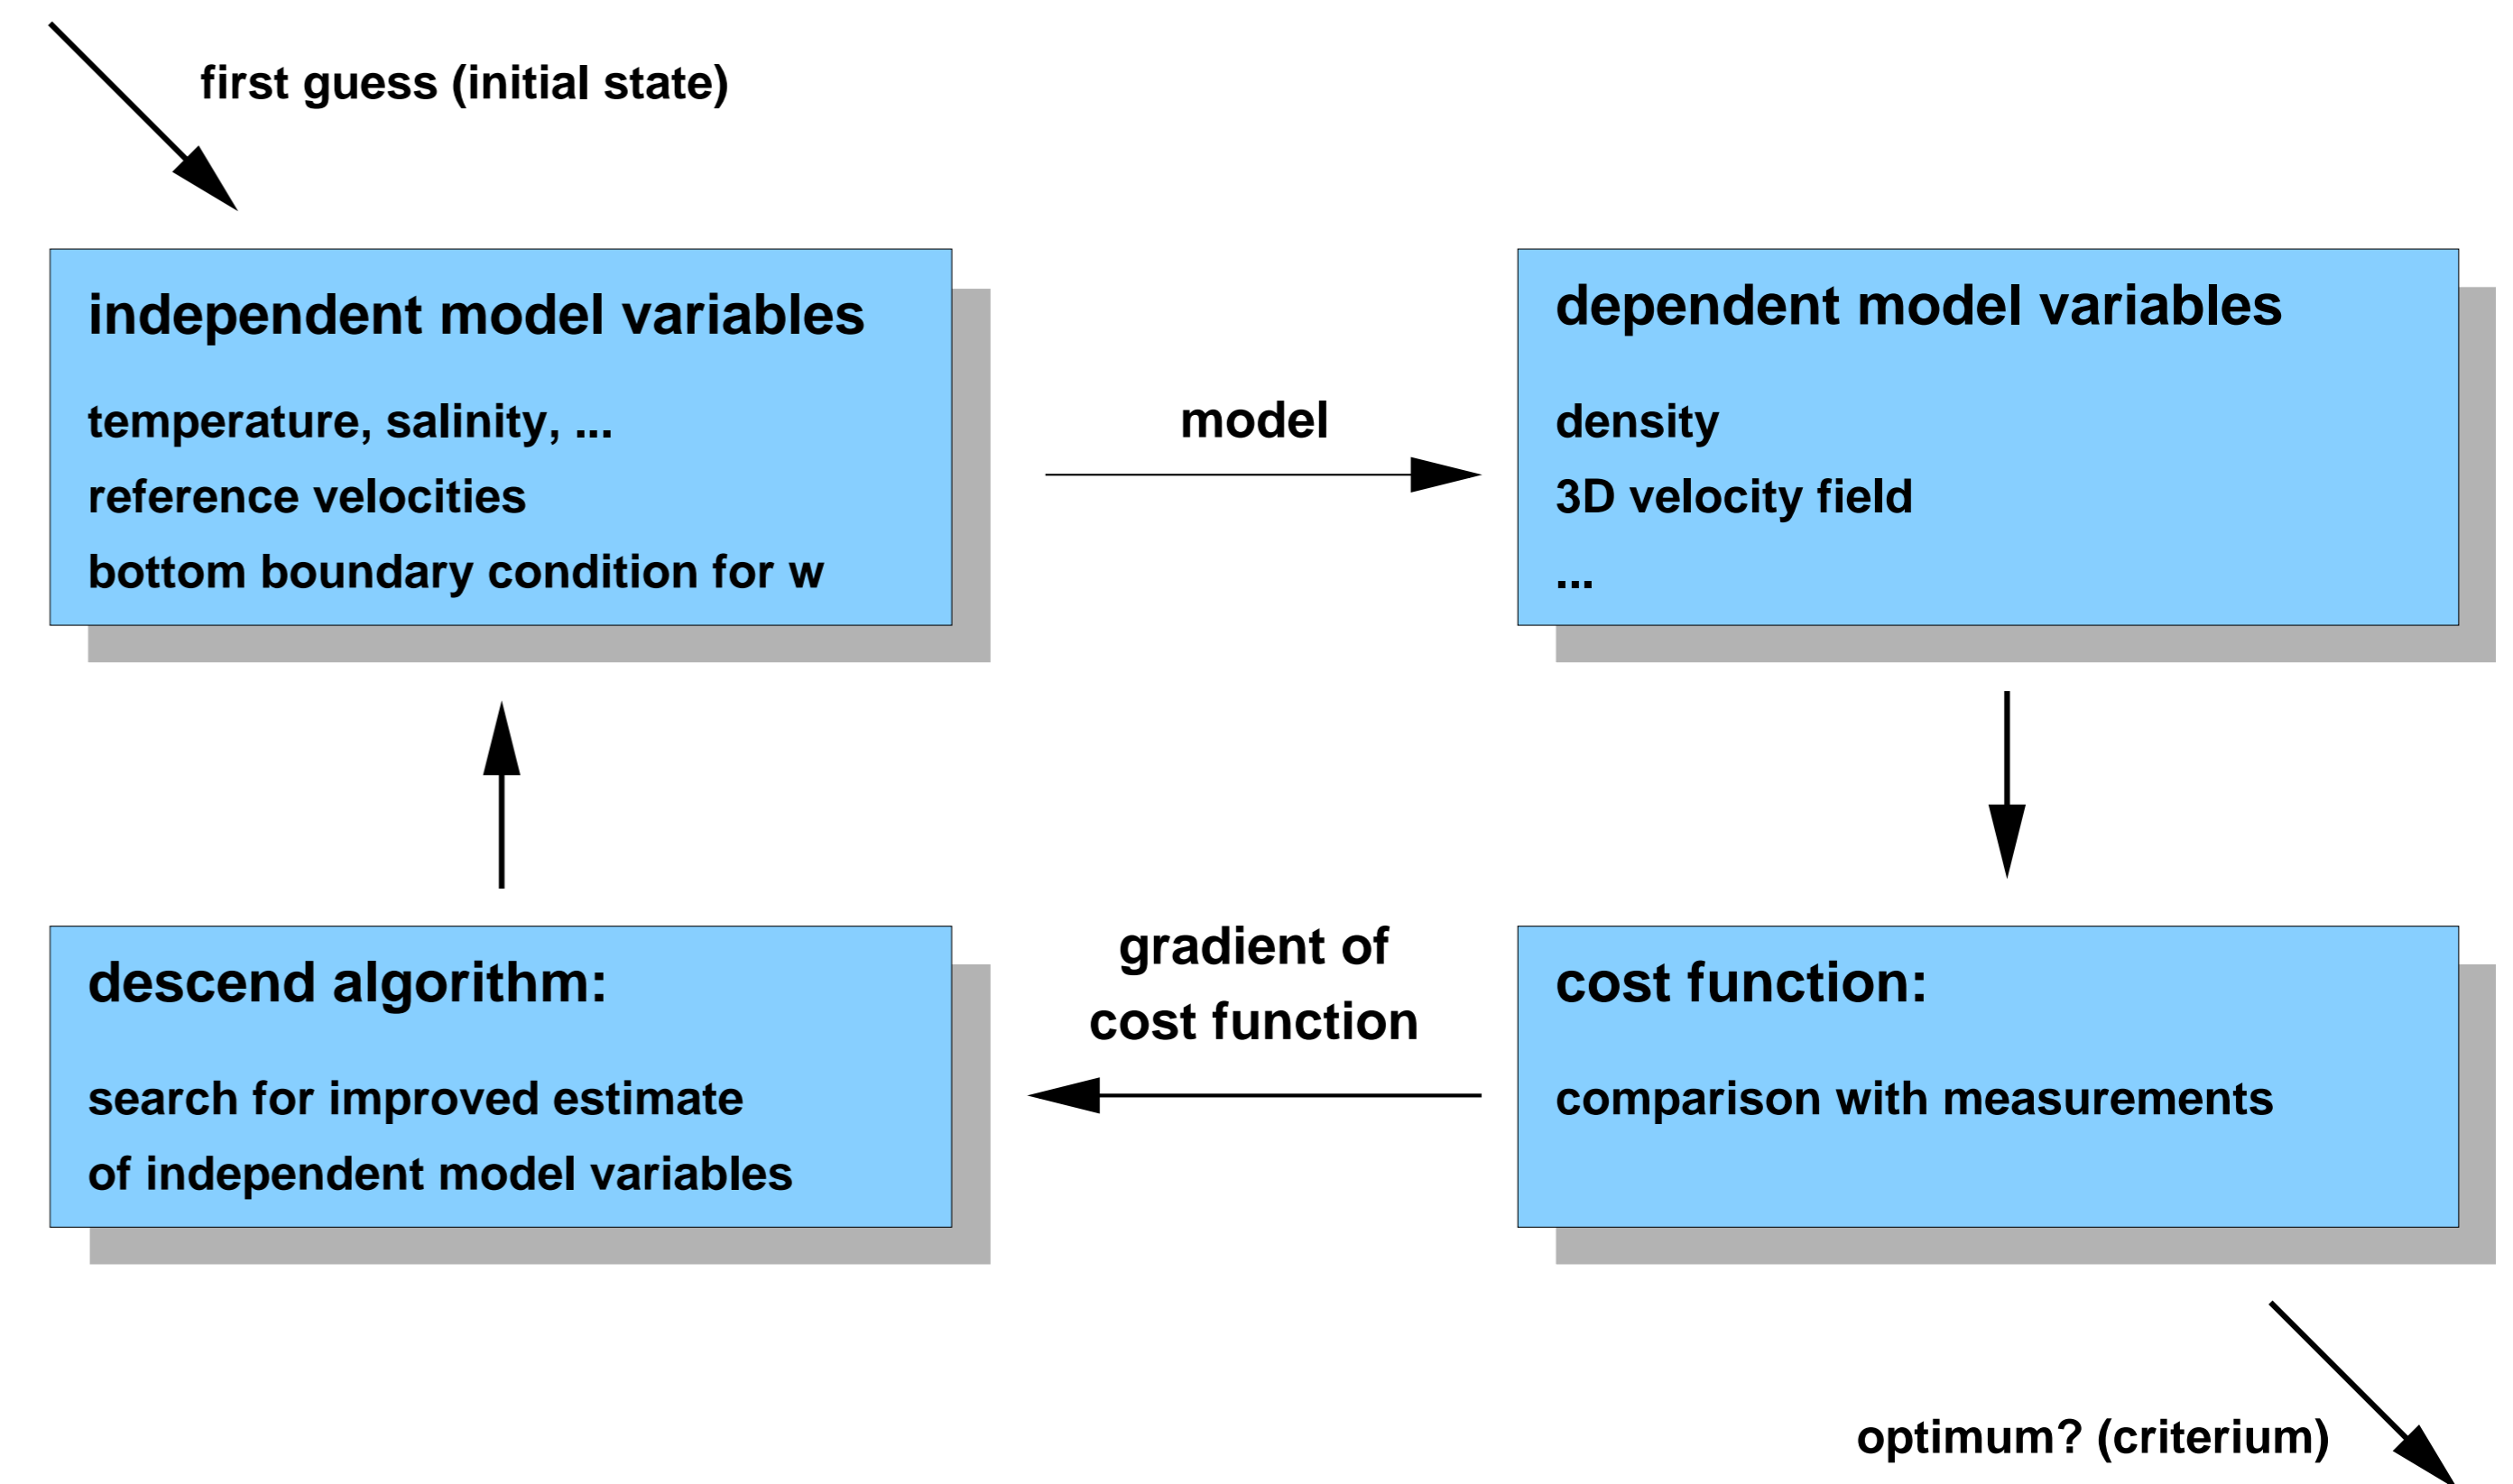 first guess (initial state)
independent model variables
temperature, salinity, ...
reference velocities
bottom boundary condition for w
model
dependent model variables
density
3D velocity field
...
descend algorithm:
search for improved estimate
of independent model variables
gradient of
cost function
cost function:
comparison with measurements
optimum? (criterium)